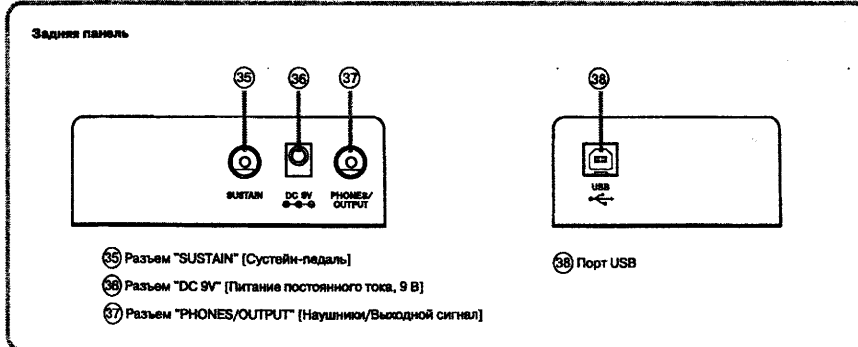 Задняя панель
35 36 37 38
SUSTAIN DC 9V PHONES/
OUTPUT
USB
35 Разъем "SUSTAIN" [Сустейн-педаль]
36 Разъем "DC 9V" [Питание постоянного тока, 9 В]
37 Разъем "PHONES/OUTPUT" [Наушники/Выходной сигнал]
38 Порт USB